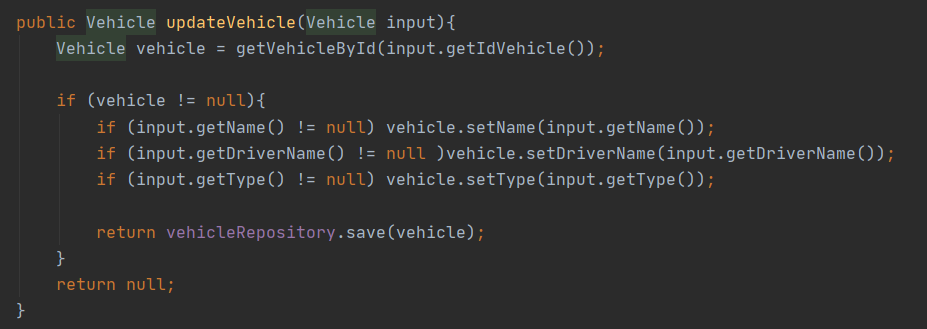 public Vehicle updateVehicle(Vehicle input){
    Vehicle vehicle = getVehicleById(input.getIdVehicle());

    if (vehicle != null){
        if (input.getName() != null) vehicle.setName(input.getName());
        if (input.getDriverName() != null )vehicle.setDriverName(input.getDriverName());
        if (input.getType() != null) vehicle.setType(input.getType());

        return vehicleRepository.save(vehicle);
    }
    return null;
}